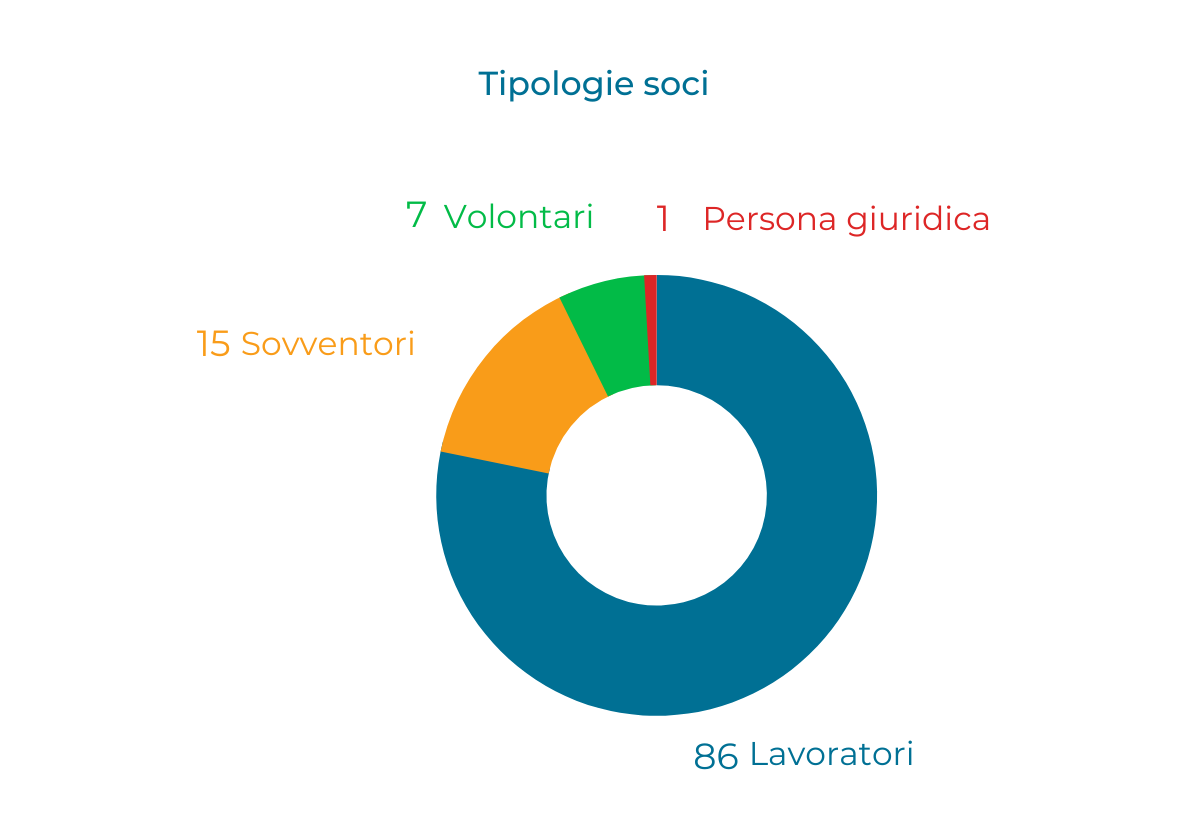 Tipologie soci
7 Volontari
1 Persona giuridica
15 Sovventori
86 Lavoratori